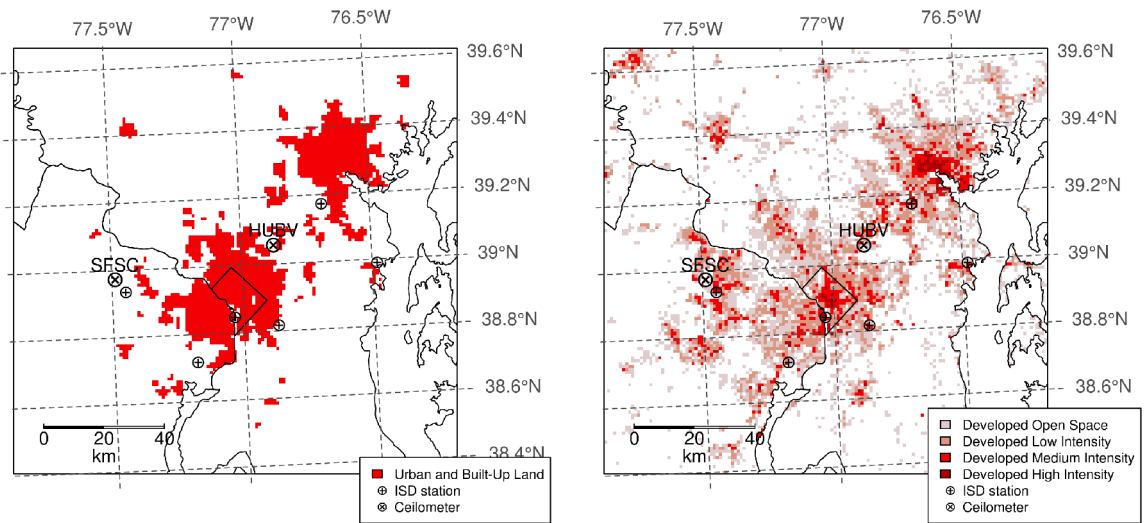 77.5°W
77°W
76.5°W
39.6°N
39.4°N
39.2°N
39°N
38.8°N
38.6°N
38.4°N
HUBV
SFSC
0 20 40
km
Urban and Built-Up Land
ISD station
Ceilometer
77.5°W
77°W
76.5°W
39.6°N
39.4°N
39.2°N
39°N
38.8°N
38.6°N
HUBV
SFSC
0 20 40
km
Developed Open Space
Developed Low Intensity
Developed Medium Intensity
Developed High Intensity
ISD station
Ceilometer